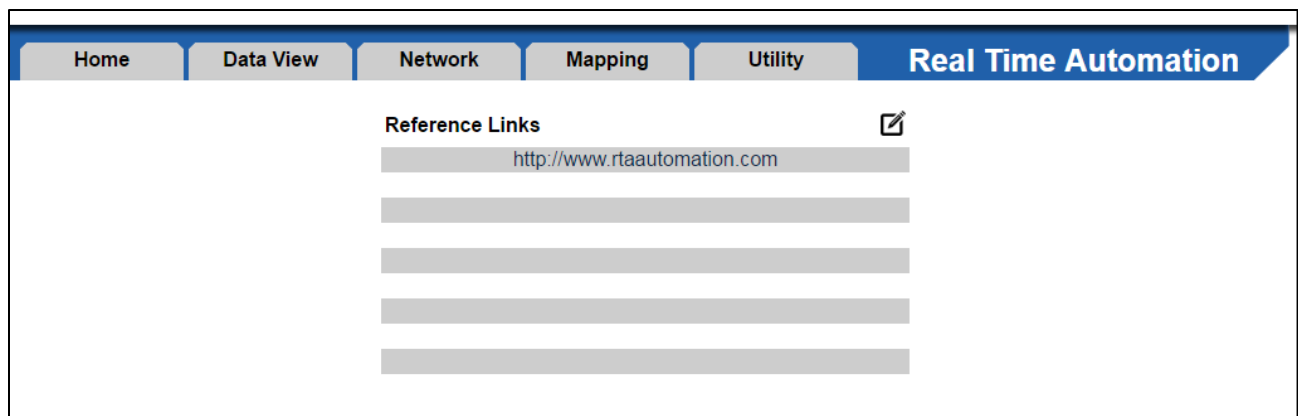 Home Data View Network Mapping Utility Real Time Automation
Reference Links
http://www.rtaautomation.com